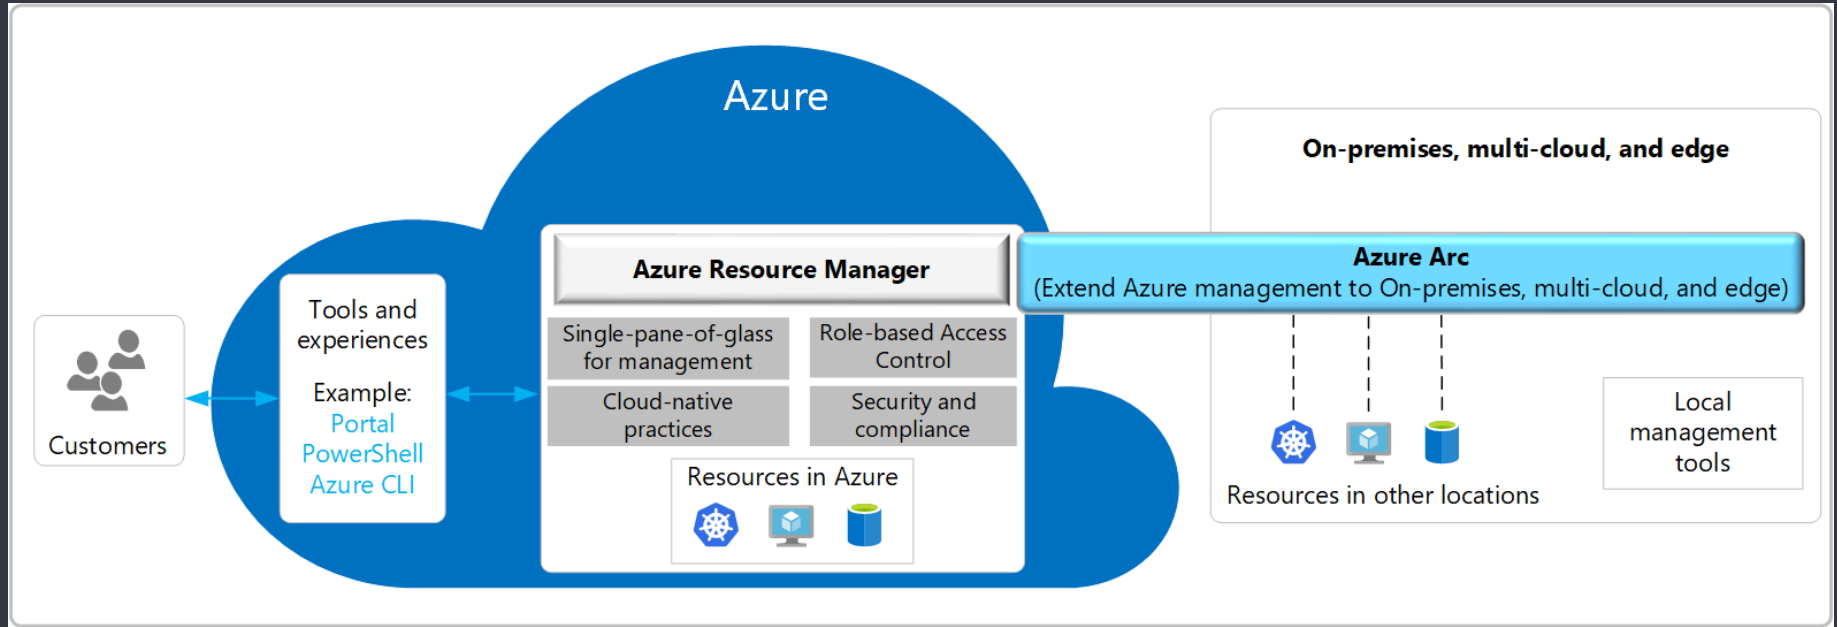 Azure
On-premises, multi-cloud, and edge
Azure Resource Manager
Azure Arc
(Extend Azure management to On-premises, multi-cloud, and edge)
Tools and
experiences
Example:
Portal
PowerShell
Azure CLI
Customers
Single-pane-of-glass
for management
Role-based Access
Control
Cloud-native
practices
Security and
compliance
Resources in Azure
Resources in other locations
Local
management
tools